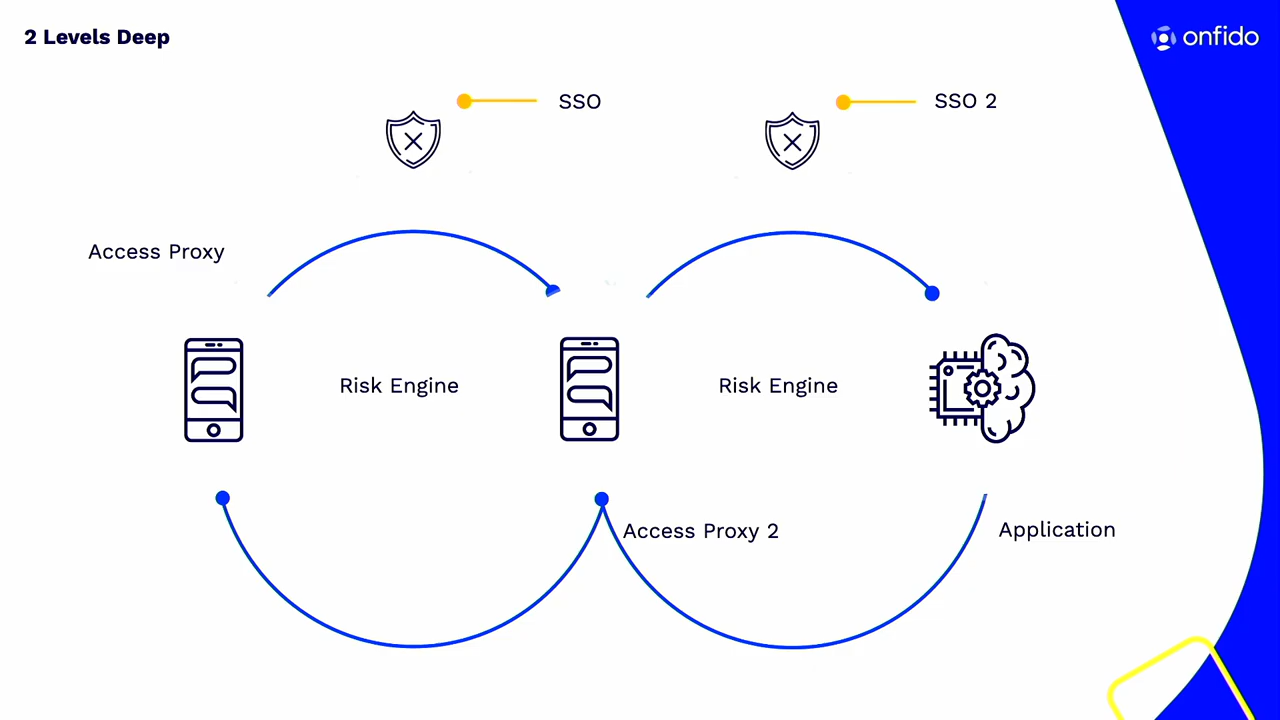 2 Levels Deep
onfido
SSO
SSO 2
Access Proxy
Risk Engine
Risk Engine
Access Proxy 2
Application